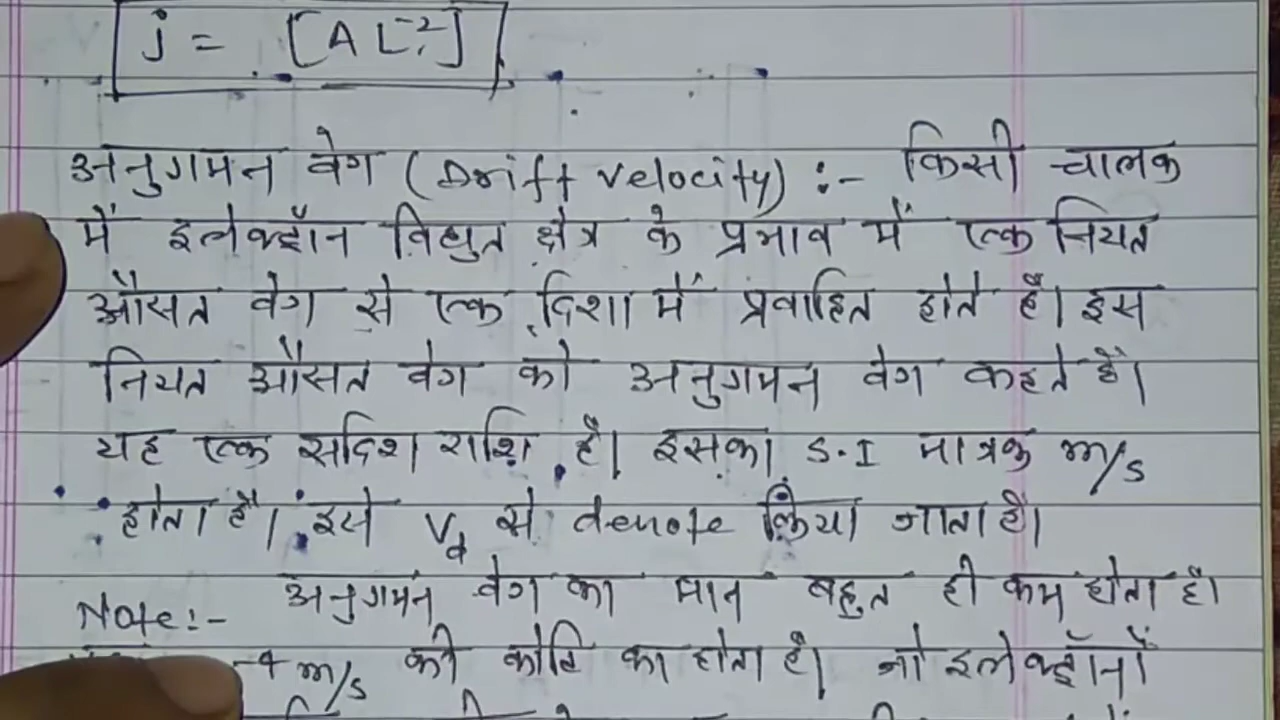 j = [A L⁻²]
अनुगमन वेग (Drift velocity) :- किसी चालक
में इलेक्ट्रॉन विद्युत क्षेत्र के प्रभाव में एक नियत
औसत वेग से एक दिशा में प्रवाहित होते हैं। इस
नियत औसत वेग को अनुगमन वेग कहते हैं।
यह एक सदिश राशि है। इसका S.I मात्रक m/s
होता है। इसे Vd से denote किया जाता है।
Note:- अनुगमन वेग का मान बहुत ही कम होता है।
⁻⁴ m/s की कोटि का होता है। जो इलेक्ट्रॉनों